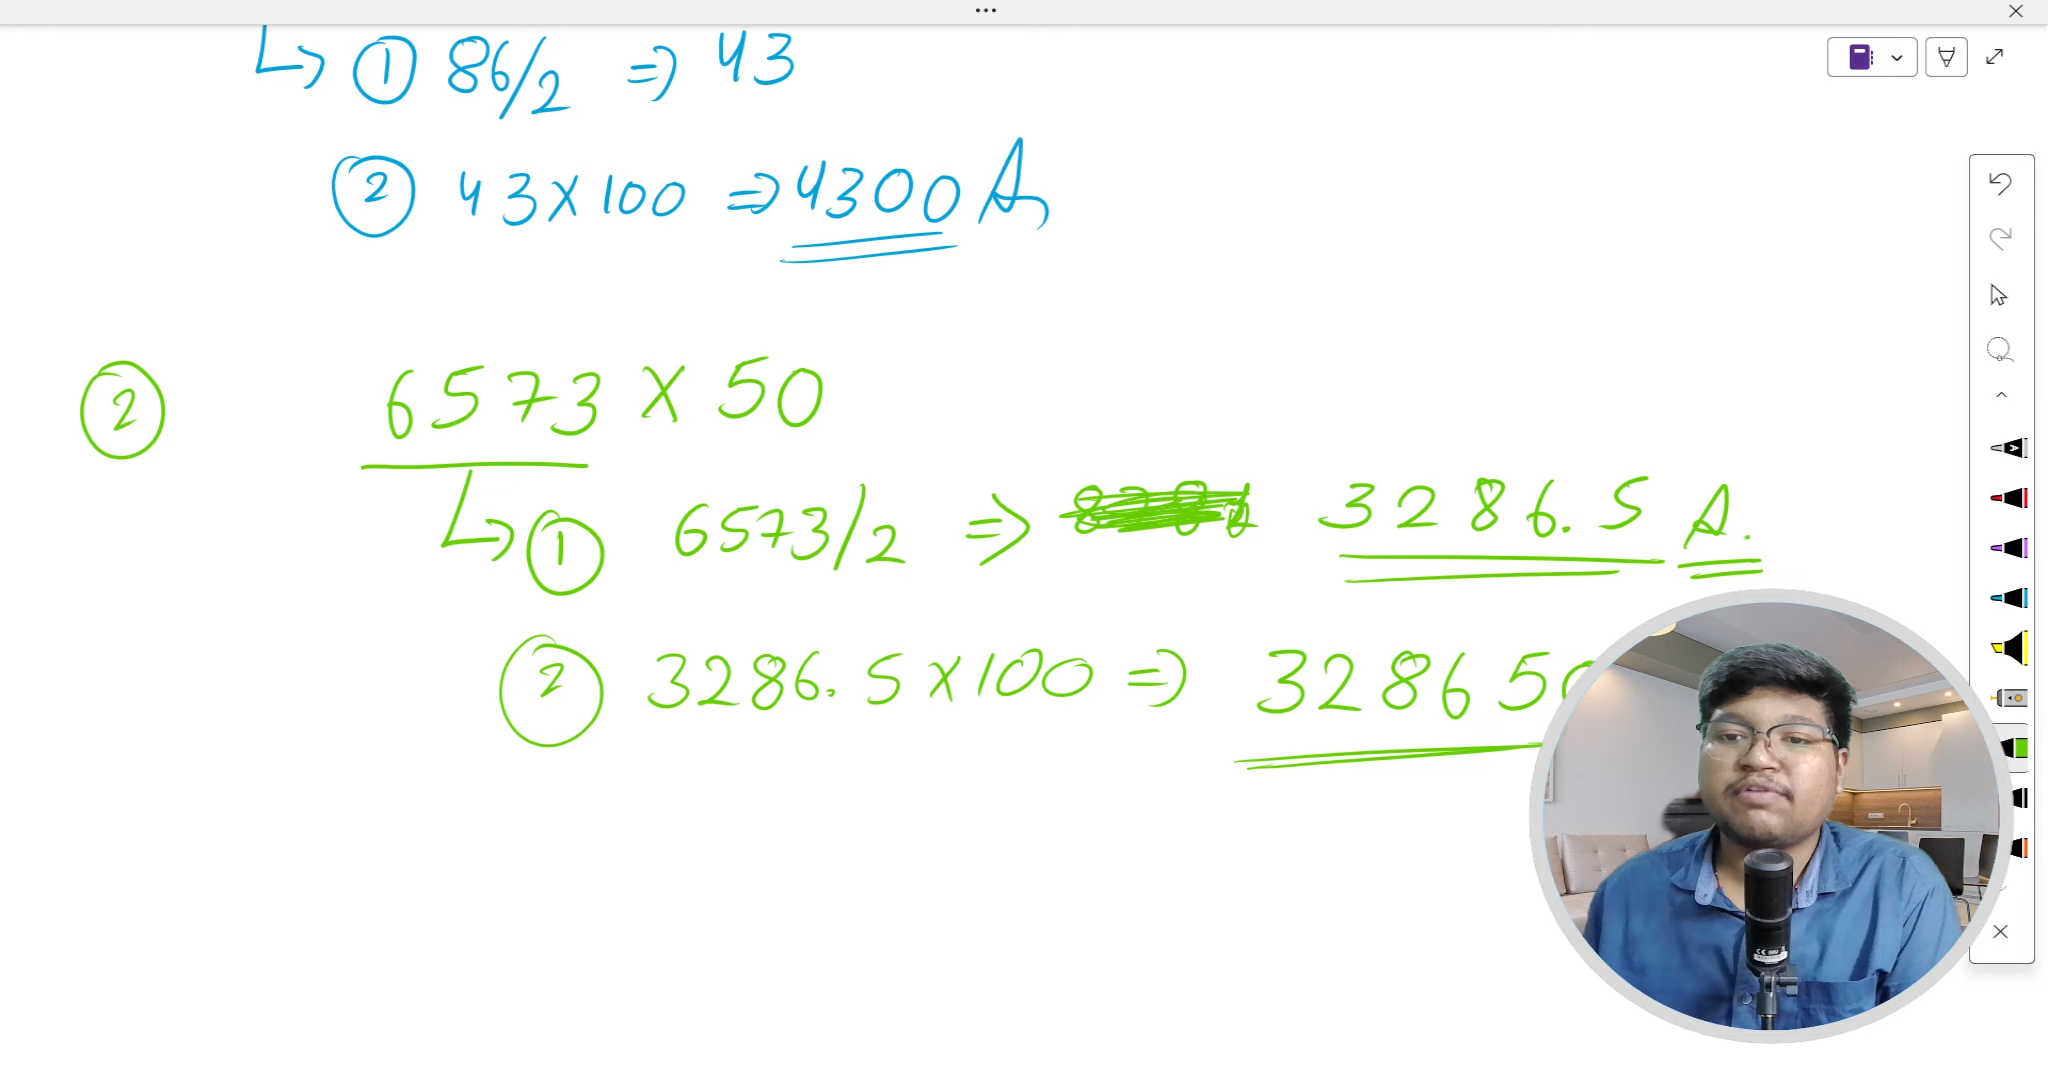 ↳ ① 86/2 ⇒ 43
② 43 x 100 ⇒ 4300 A
② 6573 x 50
↳ ① 6573/2 ⇒ 3286.5 A.
② 3286.5 x 100 ⇒ 328650